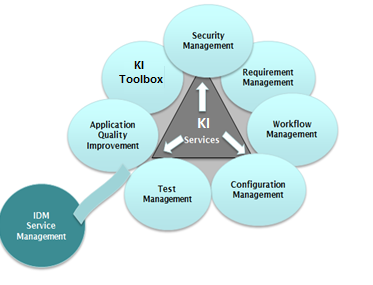 Security
Management
KI
Toolbox
Requirement
Management
Application
Quality
Improvement
KI
Services
Workflow
Management
Test
Management
Configuration
Management
IDM
Service
Management